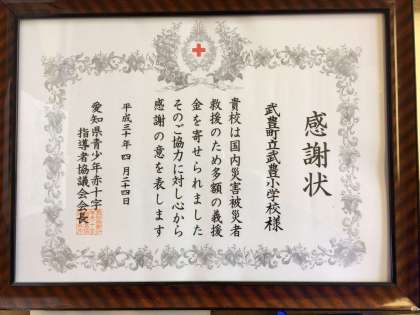 感謝状
武豊町立武豊小学校様
貴校は国内災害被災者
救援のため多額の義援
金を寄せられました
そのご協力に対し心から
感謝の意を表します
平成三十年四月二十四日
愛知県青少年赤十字
指導者協議会会長